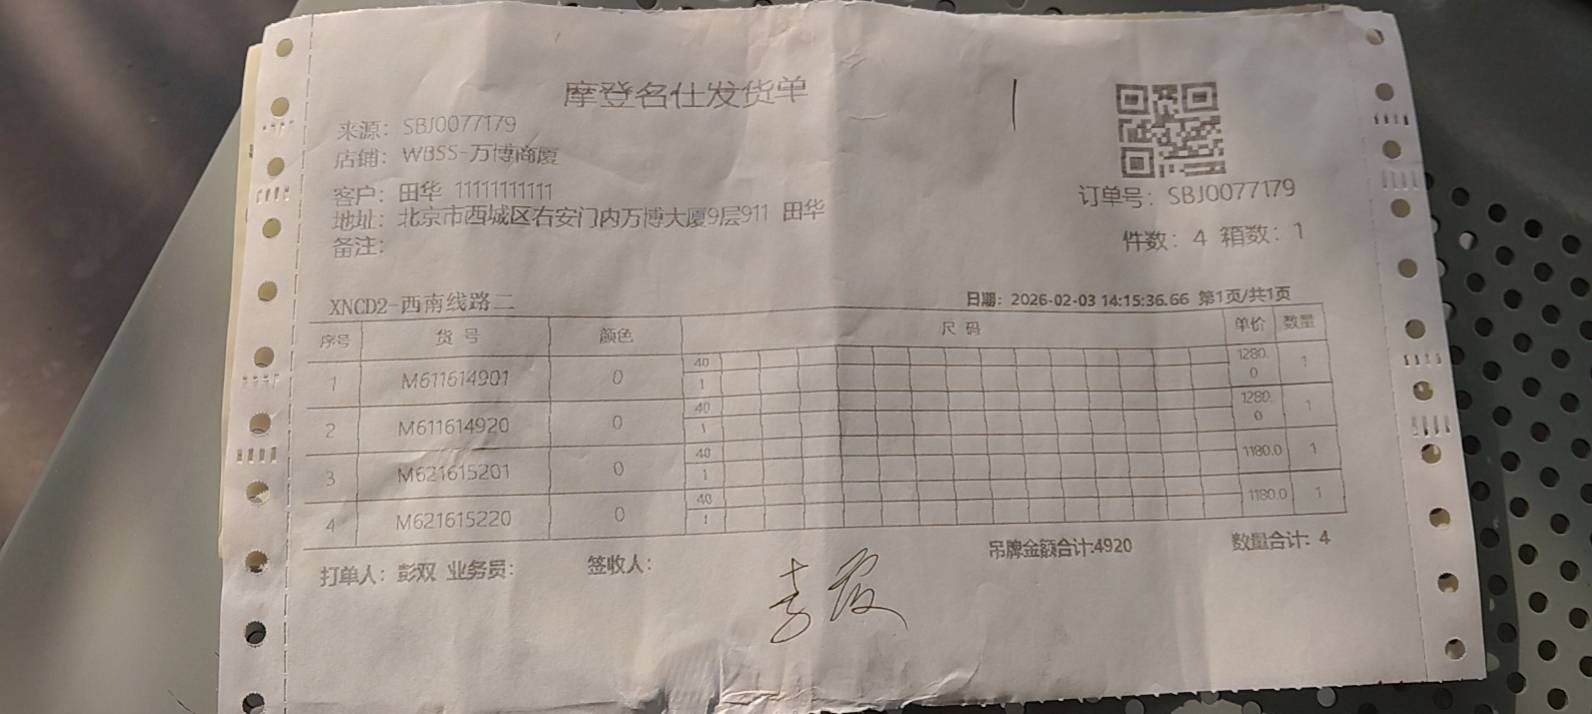 摩登名仕发货单
来源：SBJ0077179
店铺：WBSS-万博商厦
客户：田华 11111111111
地址：北京市西城区右安门内万博大厦9层911 田华
备注：
订单号：SBJ0077179
件数：4 箱数：1
XNCD2-西南线路二
日期：2026-02-03 14:15:36.66 第1页/共1页
序号 货号 颜色 尺码 单价 数量
1 M611614901 0 40 1 1280.0 1
2 M611614920 0 40 1 1280.0 1
3 M621615201 0 40 1 1180.0 1
4 M621615220 0 40 1 1180.0 1
吊牌金额合计:4920 数量合计：4
打单人：彭双 业务员： 签收人：